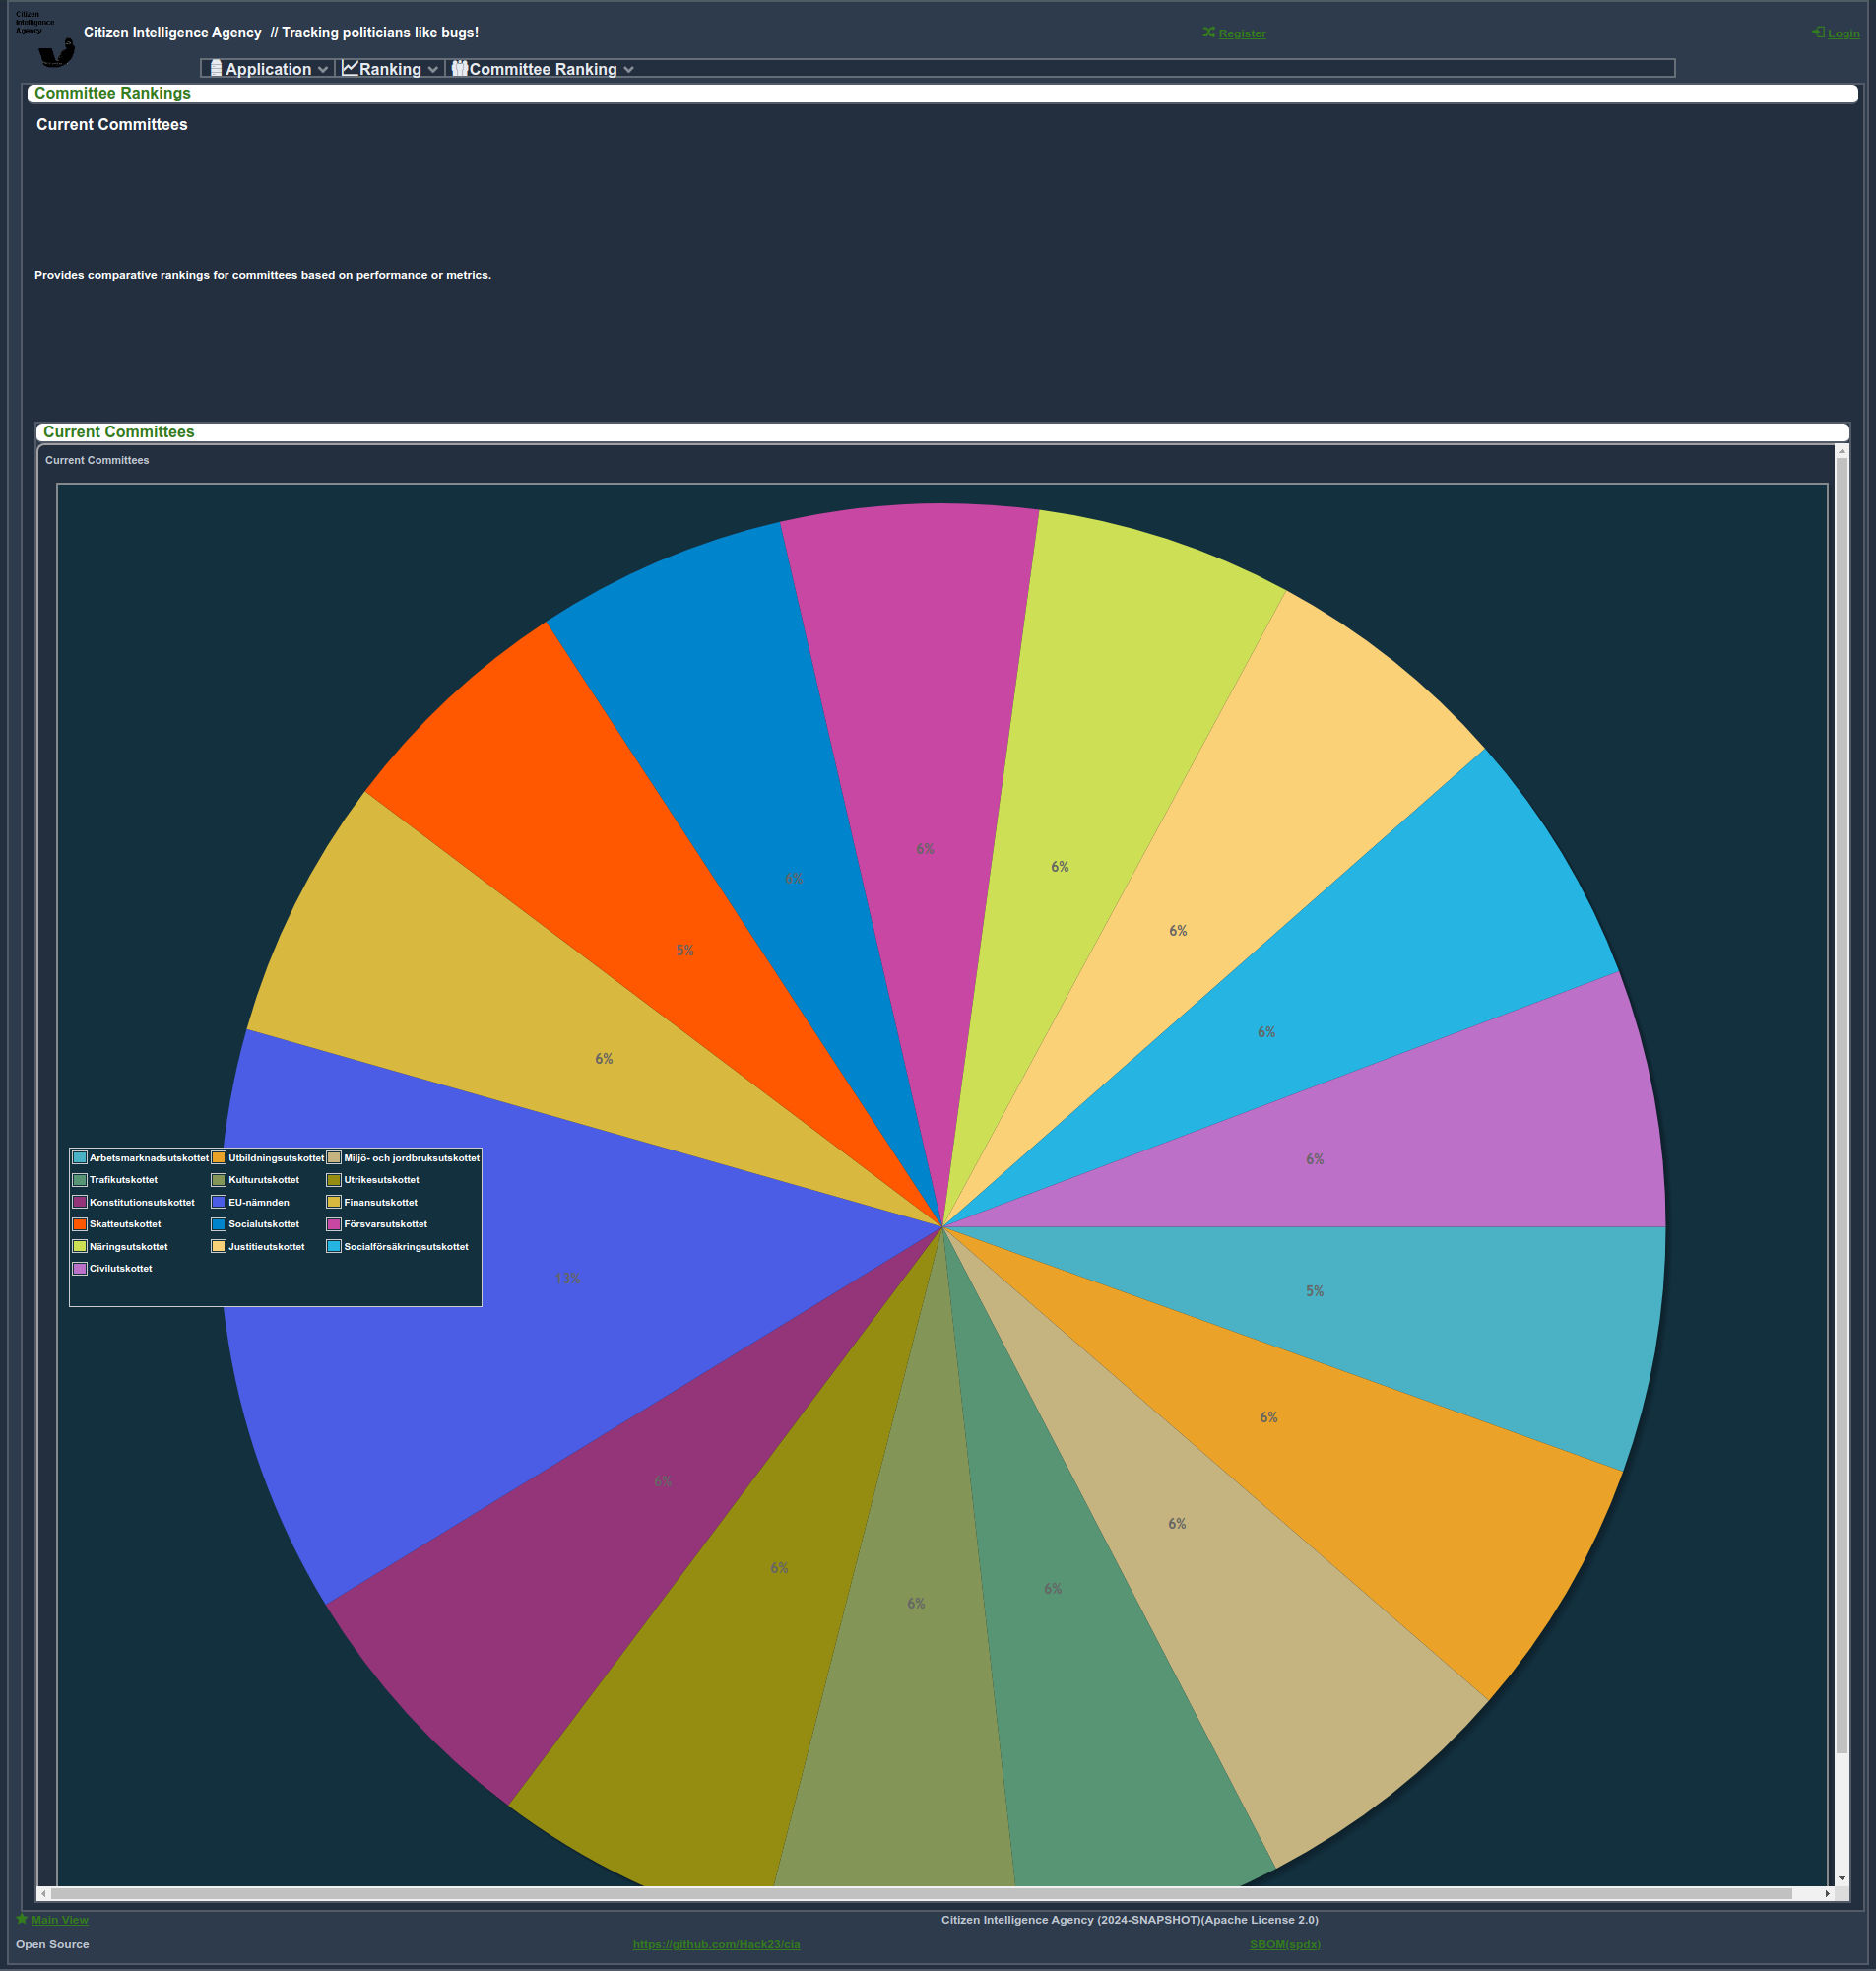 Citizen
Intelligence
Agency
Citizen Intelligence Agency // Tracking politicians like bugs!
Register
Login
Application
Ranking
Committee Ranking
Committee Rankings
Current Committees
Provides comparative rankings for committees based on performance or metrics.
Current Committees
Current Committees
6%
6%
6%
6%
5%
6%
6%
6%
6%
Arbetsmarknadsutskottet Utbildningsutskottet Miljö- och jordbruksutskottet
Trafikutskottet Kulturutskottet Utrikesutskottet
Konstitutionsutskottet EU-nämnden Finansutskottet
Skatteutskottet Socialutskottet Försvarsutskottet
Näringsutskottet Justitieutskottet Socialförsäkringsutskottet
Civilutskottet
13%
5%
6%
6%
6%
6%
6%
6%
Main View
Citizen Intelligence Agency (2024-SNAPSHOT)(Apache License 2.0)
Open Source
https://github.com/Hack23/cia
SBOM(spdx)